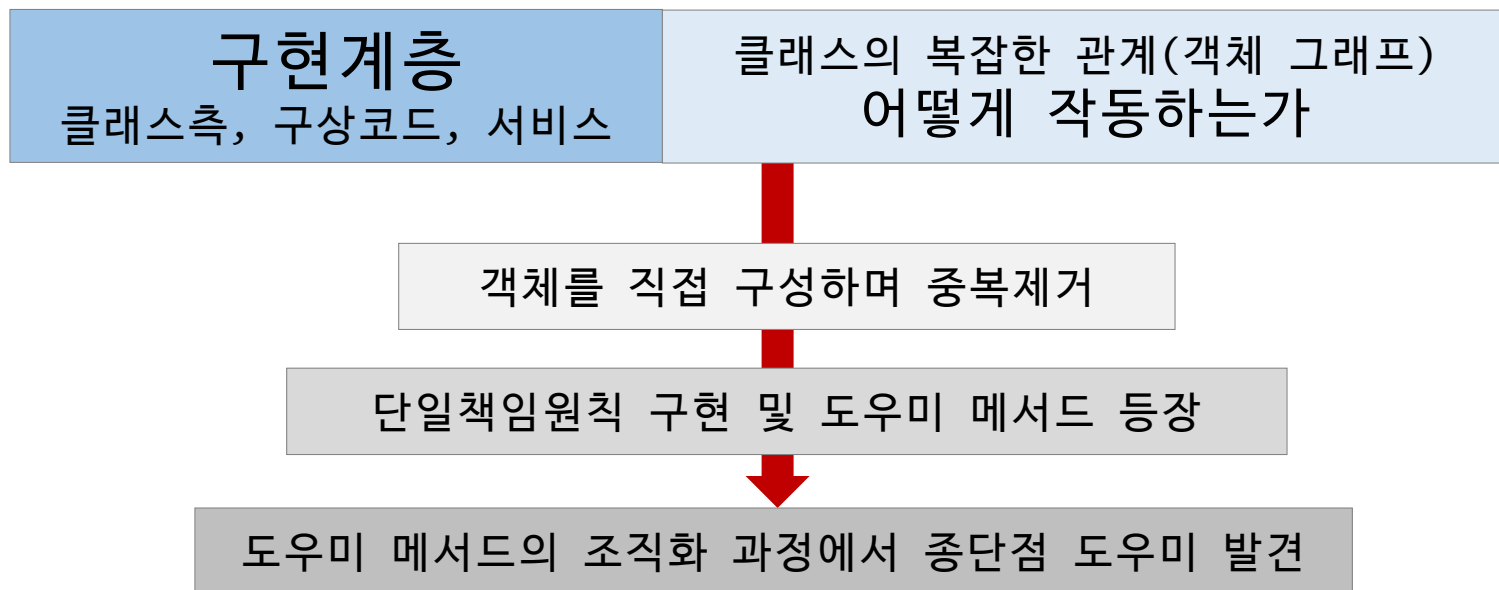 구현계층
클래스측, 구상코드, 서비스
클래스의 복잡한 관계(객체 그래프)
어떻게 작동하는가
객체를 직접 구성하며 중복제거
단일책임원칙 구현 및 도우미 메서드 등장
도우미 메서드의 조직화 과정에서 종단점 도우미 발견